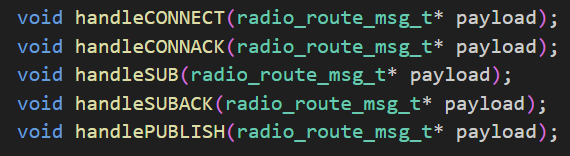 void handleCONNECT(radio_route_msg_t* payload);
void handleCONNACK(radio_route_msg_t* payload);
void handleSUB(radio_route_msg_t* payload);
void handleSUBACK(radio_route_msg_t* payload);
void handlePUBLISH(radio_route_msg_t* payload);